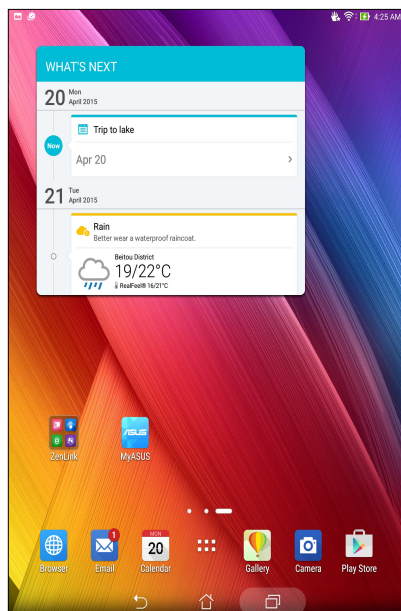 4:25 AM
WHAT'S NEXT
20 Mon
April 2015
Trip to lake
Now
Apr 20
21 Tue
April 2015
Rain
Better wear a waterproof raincoat.
Beitou District
19/22°C
RealFeel® 16/21°C
/SUS
ZenLink
MyASUS
1
MON
20
Browser
Email
Calendar
Gallery
Camera
Play Store